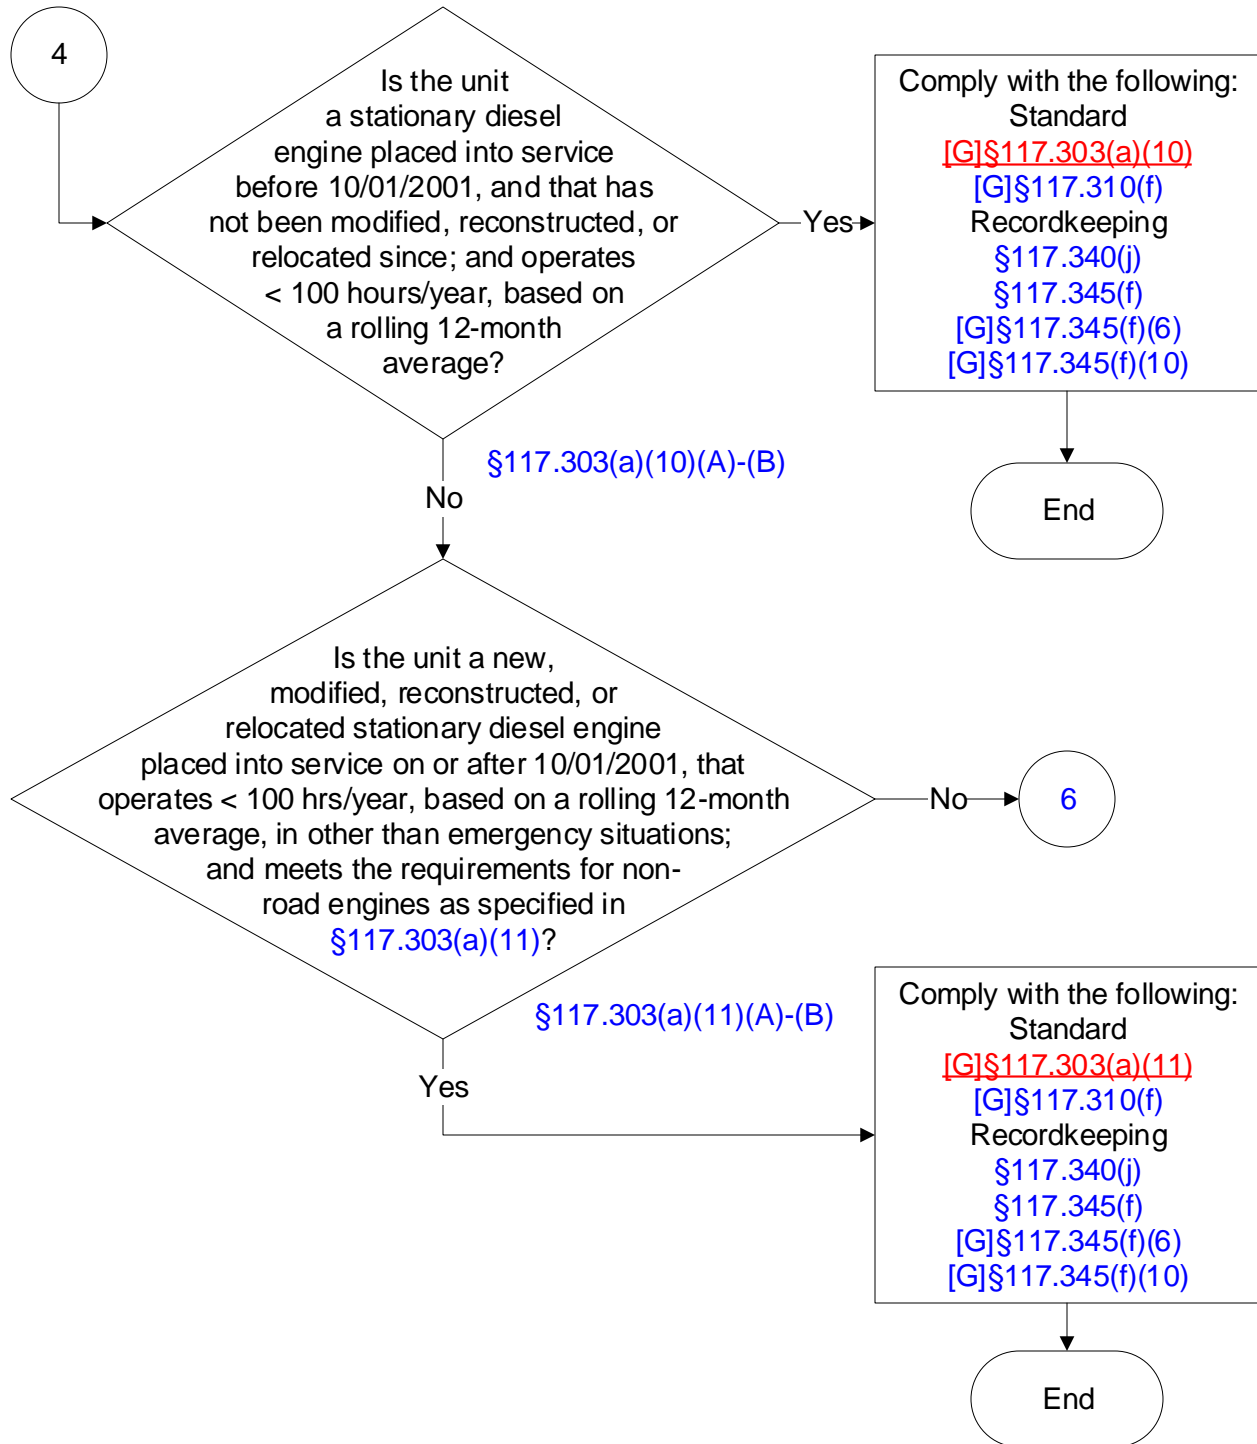 4
Is the unit
a stationary diesel
engine placed into service
before 10/01/2001, and that has
not been modified, reconstructed, or
relocated since; and operates
< 100 hours/year, based on
a rolling 12-month
average?
Yes
Comply with the following:
Standard
[G]§117.303(a)(10)
[G]§117.310(f)
Recordkeeping
§117.340(j)
§117.345(f)
[G]§117.345(f)(6)
[G]§117.345(f)(10)
End
§117.303(a)(10)(A)-(B)
No
Is the unit a new,
modified, reconstructed, or
relocated stationary diesel engine
placed into service on or after 10/01/2001, that
operates < 100 hrs/year, based on a rolling 12-month
average, in other than emergency situations;
and meets the requirements for non-
road engines as specified in
§117.303(a)(11)?
No
6
§117.303(a)(11)(A)-(B)
Yes
Comply with the following:
Standard
[G]§117.303(a)(11)
[G]§117.310(f)
Recordkeeping
§117.340(j)
§117.345(f)
[G]§117.345(f)(6)
[G]§117.345(f)(10)
End